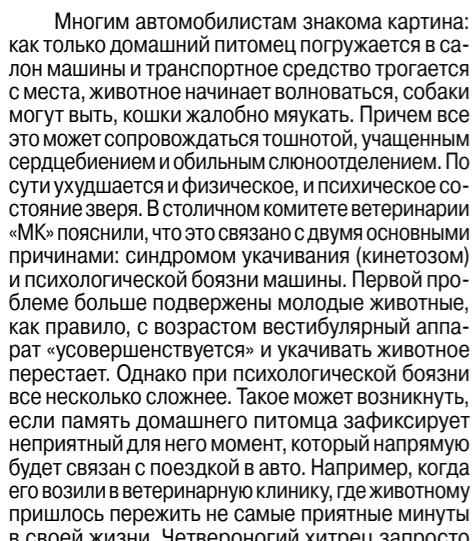 Многим автомобилистам знакома картина:
как только домашний питомец погружается в са-
лон машины и транспортное средство трогается
с места, животное начинает волноваться, собаки
могут выть, кошки жалобно мяукать. Причем все
это может сопровождаться тошнотой, учащенным
сердцебиением и обильным слюноотделением. По
сути ухудшается и физическое, и психическое со-
стояние зверя. В столичном комитете ветеринарии
«МК» пояснили, что это связано с двумя основными
причинами: синдромом укачивания (кинетозом)
и психологической боязни машины. Первой про-
блеме больше подвержены молодые животные,
как правило, с возрастом вестибулярный аппа-
рат «усовершенствуется» и укачивать животное
перестает. Однако при психологической боязни
все несколько сложнее. Такое может возникнуть,
если память домашнего питомца зафиксирует
неприятный для него момент, который напрямую
будет связан с поездкой в авто. Например, когда
его возили в ветеринарную клинику, где животному
пришлось пережить не самые приятные минуты
в своей жизни. Четвероногий хитрец запросто